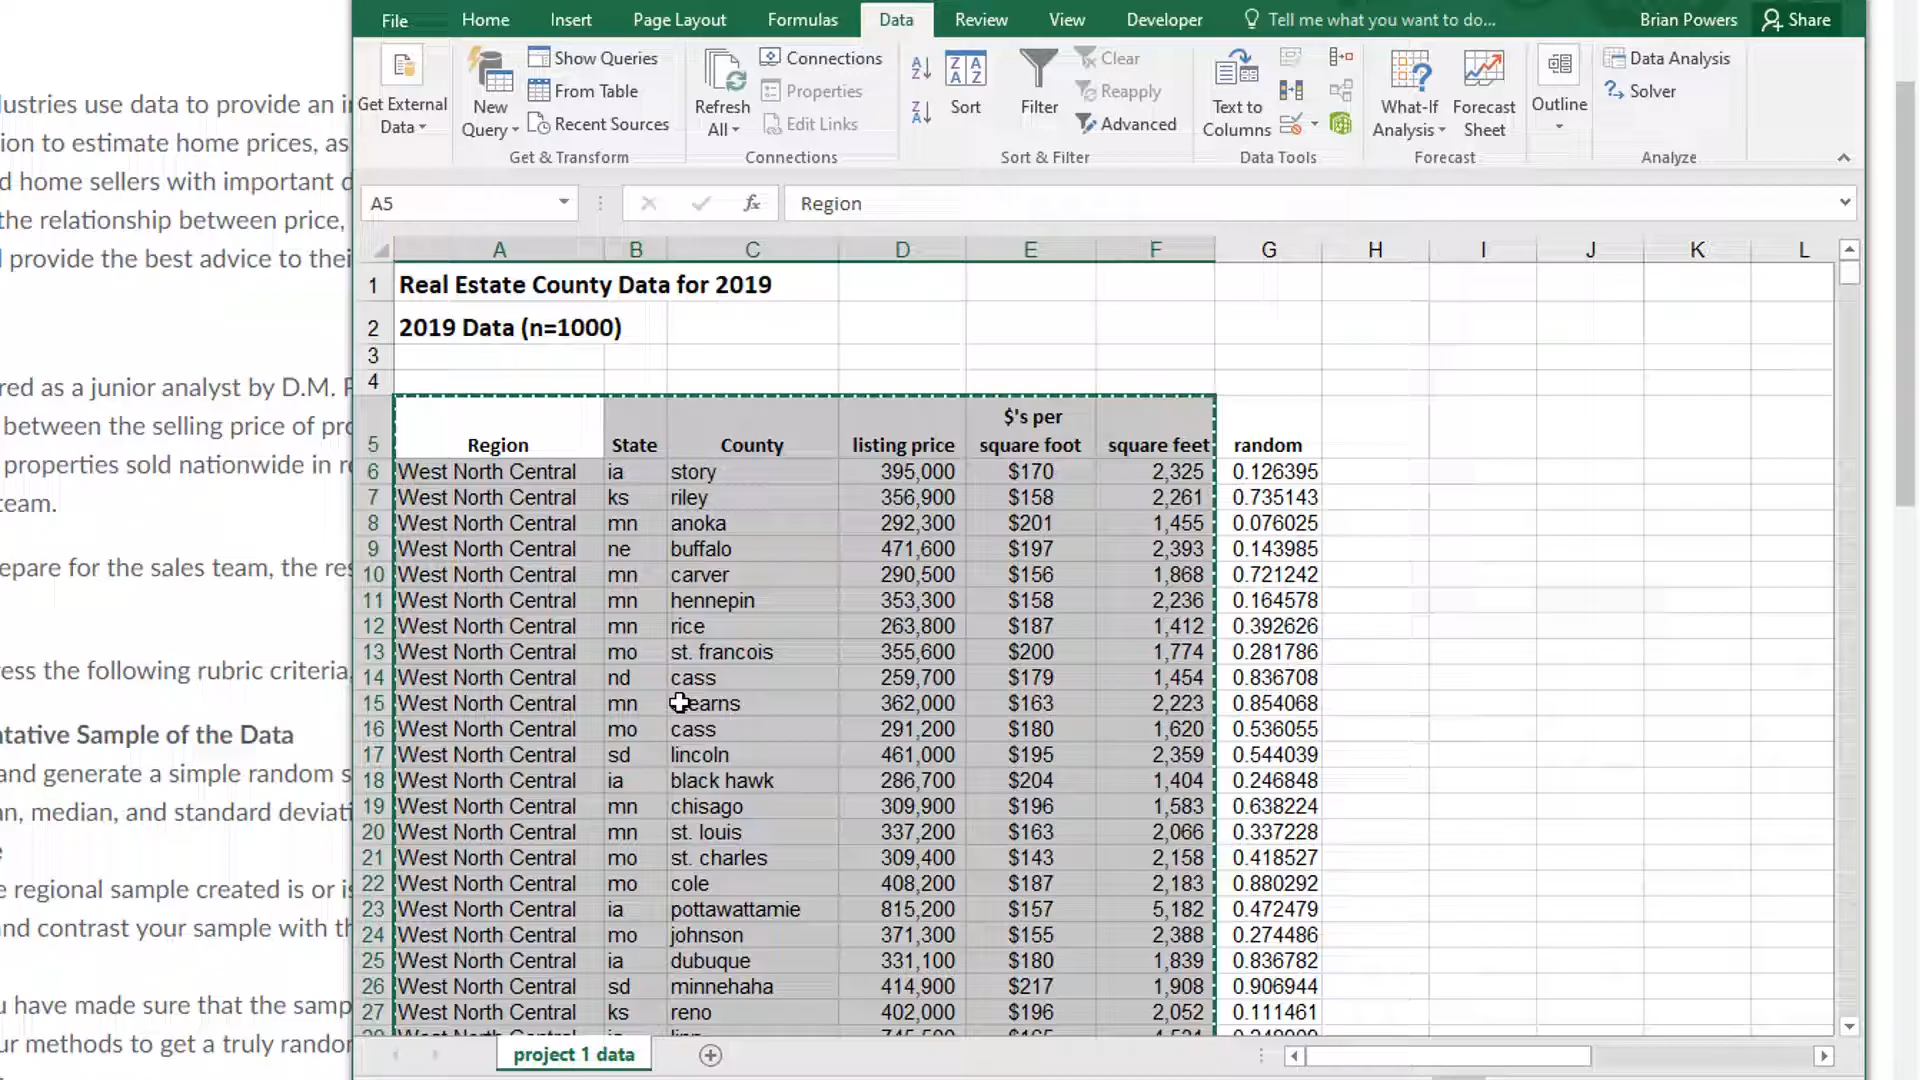 File Home Insert Page Layout Formulas Data Review View Developer Tell me what you want to do... Brian Powers Share
Get External Data
New Query
Show Queries
From Table
Recent Sources
Get & Transform
Refresh All
Connections
Properties
Edit Links
Connections
Sort
Filter
Clear
Reapply
Advanced
Sort & Filter
Text to Columns
Data Tools
What-If Analysis
Forecast Sheet
Forecast
Outline
Data Analysis
Solver
Analyze
A5 fx Region
A B C D E F G H I J K L
1 Real Estate County Data for 2019
2 2019 Data (n=1000)
3
4
5 Region State County listing price $'s per square foot square feet random
6 West North Central ia story 395,000 $170 2,325 0.126395
7 West North Central ks riley 356,900 $158 2,261 0.735143
8 West North Central mn anoka 292,300 $201 1,455 0.076025
9 West North Central ne buffalo 471,600 $197 2,393 0.143985
10 West North Central mn carver 290,500 $156 1,868 0.721242
11 West North Central mn hennepin 353,300 $158 2,236 0.164578
12 West North Central mn rice 263,800 $187 1,412 0.392626
13 West North Central mo st. francois 355,600 $200 1,774 0.281786
14 West North Central nd cass 259,700 $179 1,454 0.836708
15 West North Central mn earns 362,000 $163 2,223 0.854068
16 West North Central mo cass 291,200 $180 1,620 0.536055
17 West North Central sd lincoln 461,000 $195 2,359 0.544039
18 West North Central ia black hawk 286,700 $204 1,404 0.246848
19 West North Central mn chisago 309,900 $196 1,583 0.638224
20 West North Central mn st. louis 337,200 $163 2,066 0.337228
21 West North Central mo st. charles 309,400 $143 2,158 0.418527
22 West North Central mo cole 408,200 $187 2,183 0.880292
23 West North Central ia pottawattamie 815,200 $157 5,182 0.472479
24 West North Central mo johnson 371,300 $155 2,388 0.274486
25 West North Central ia dubuque 331,100 $180 1,839 0.836782
26 West North Central sd minnehaha 414,900 $217 1,908 0.906944
27 West North Central ks reno 402,000 $196 2,052 0.111461
project 1 data
dustries use data to provide an i
ion to estimate home prices, as
d home sellers with important
the relationship between price,
provide the best advice to thei
red as a junior analyst by D.M.
between the selling price of pr
properties sold nationwide in r
team.
epare for the sales team, the re
ess the following rubric criteria
tative Sample of the Data
and generate a simple random s
an, median, and standard deviati
e
e regional sample created is or i
and contrast your sample with t
u have made sure that the samp
ur methods to get a truly rando